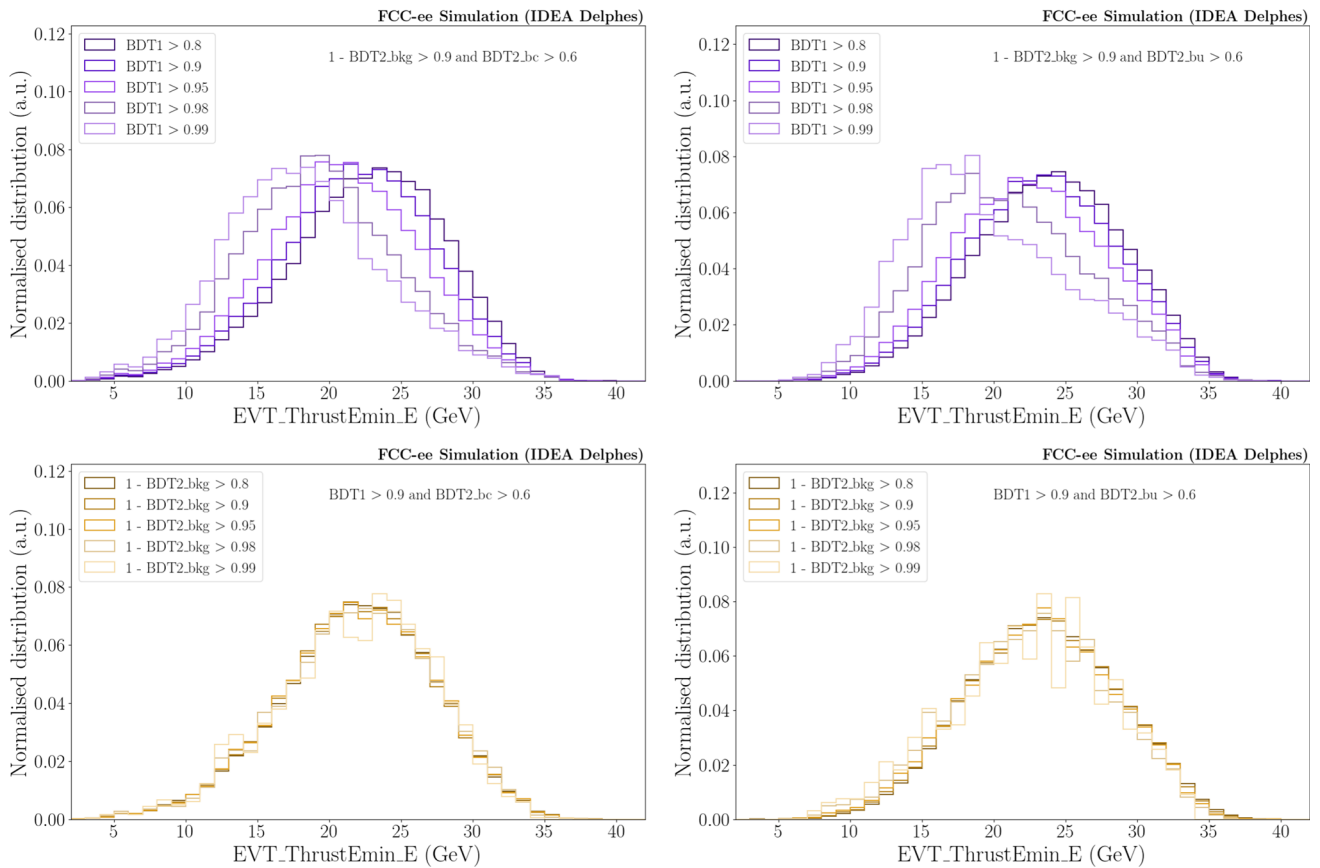 FCC-ee Simulation (IDEA Delphes)
0.12
0.10
0.08
0.06
0.04
0.02
0.00
Normalised distribution (a.u.)
BDT1 > 0.8
BDT1 > 0.9
BDT1 > 0.95
BDT1 > 0.98
BDT1 > 0.99
1 - BDT2_bkg > 0.9 and BDT2_bc > 0.6
5 10 15 20 25 30 35 40
EVT_ThrustEmin_E (GeV)
FCC-ee Simulation (IDEA Delphes)
0.12
0.10
0.08
0.06
0.04
0.02
0.00
Normalised distribution (a.u.)
BDT1 > 0.8
BDT1 > 0.9
BDT1 > 0.95
BDT1 > 0.98
BDT1 > 0.99
1 - BDT2_bkg > 0.9 and BDT2_bu > 0.6
5 10 15 20 25 30 35 40
EVT_ThrustEmin_E (GeV)
FCC-ee Simulation (IDEA Delphes)
0.12
0.10
0.08
0.06
0.04
0.02
0.00
Normalised distribution (a.u.)
1 - BDT2_bkg > 0.8
1 - BDT2_bkg > 0.9
1 - BDT2_bkg > 0.95
1 - BDT2_bkg > 0.98
1 - BDT2_bkg > 0.99
BDT1 > 0.9 and BDT2_bc > 0.6
5 10 15 20 25 30 35 40
EVT_ThrustEmin_E (GeV)
FCC-ee Simulation (IDEA Delphes)
0.12
0.10
0.08
0.06
0.04
0.02
0.00
Normalised distribution (a.u.)
1 - BDT2_bkg > 0.8
1 - BDT2_bkg > 0.9
1 - BDT2_bkg > 0.95
1 - BDT2_bkg > 0.98
1 - BDT2_bkg > 0.99
BDT1 > 0.9 and BDT2_bu > 0.6
5 10 15 20 25 30 35 40
EVT_ThrustEmin_E (GeV)